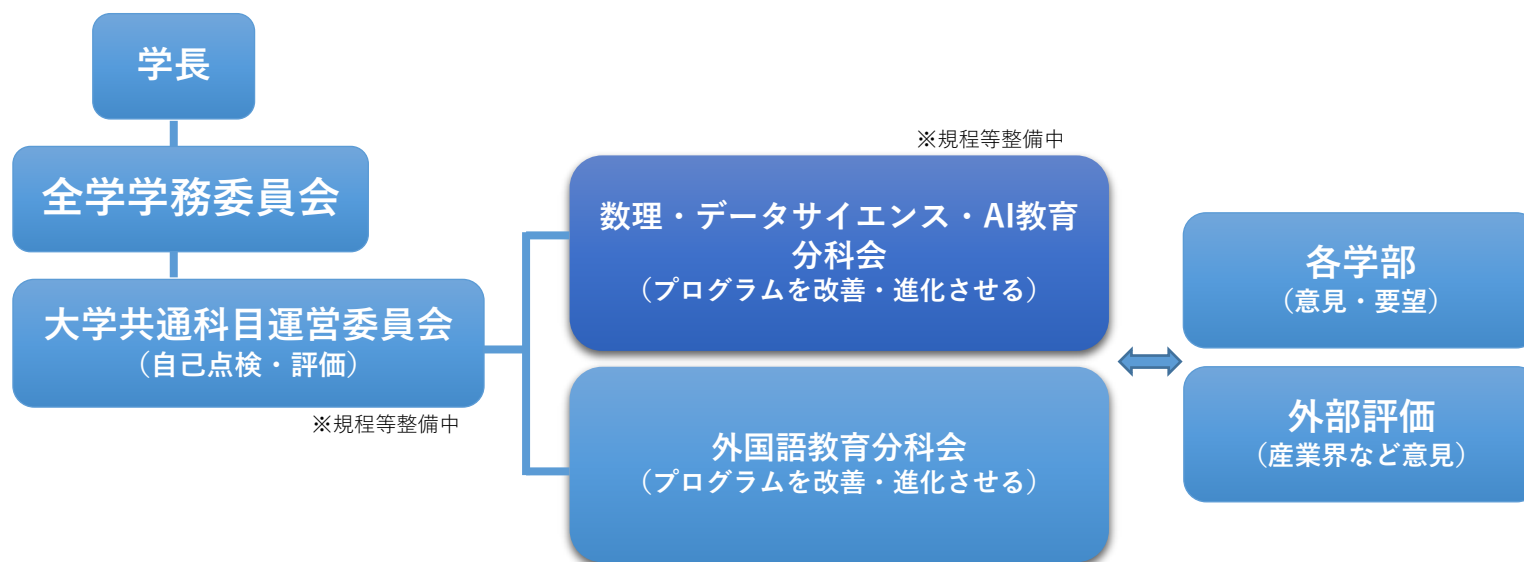 学長
全学学務委員会
大学共通科目運営委員会
（自己点検・評価）
※規程等整備中
※規程等整備中
数理・データサイエンス・AI教育
分科会
（プログラムを改善・進化させる）
外国語教育分科会
（プログラムを改善・進化させる）
各学部
（意見・要望）
外部評価
（産業界など意見）